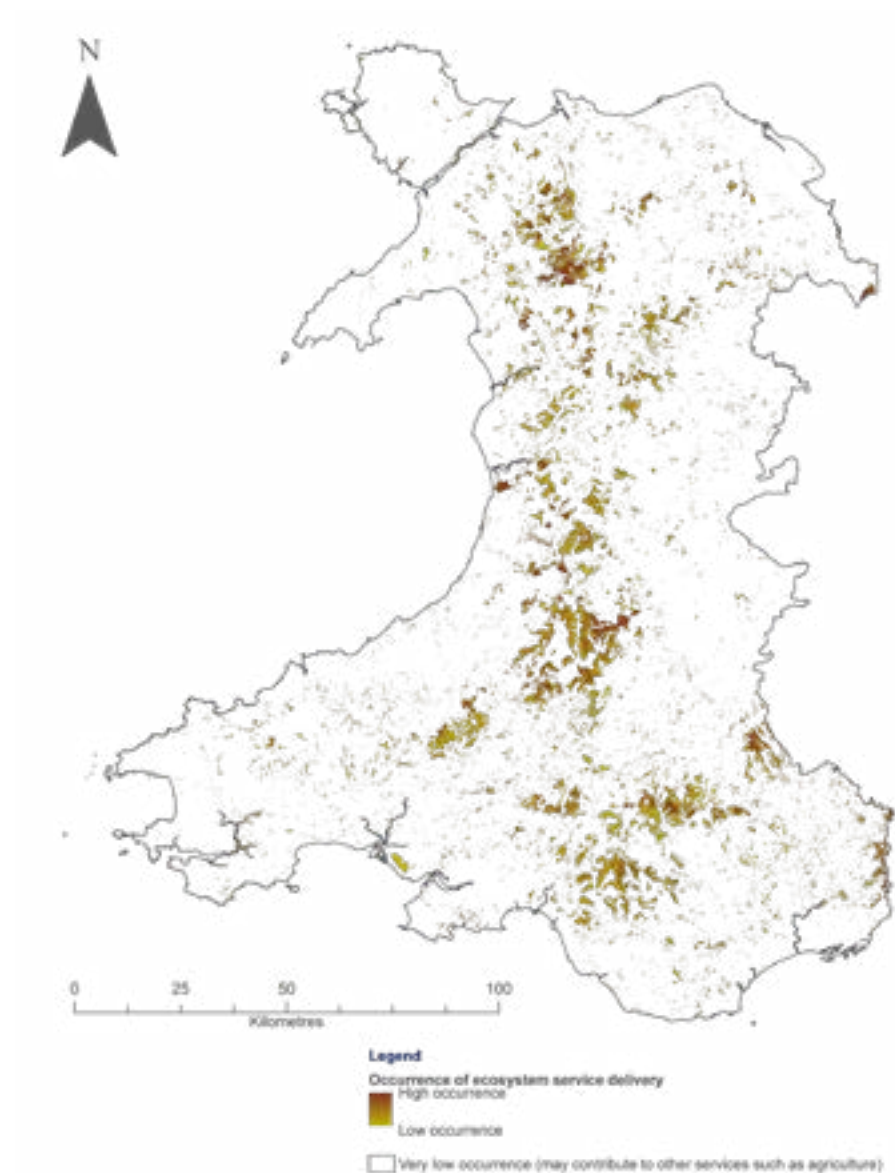 N
0 25 50 100
Kilometres
Legend
Occurrence of ecosystem service delivery
High occurrence
Low occurrence
Very low occurrence (may contribute to other services such as agriculture)